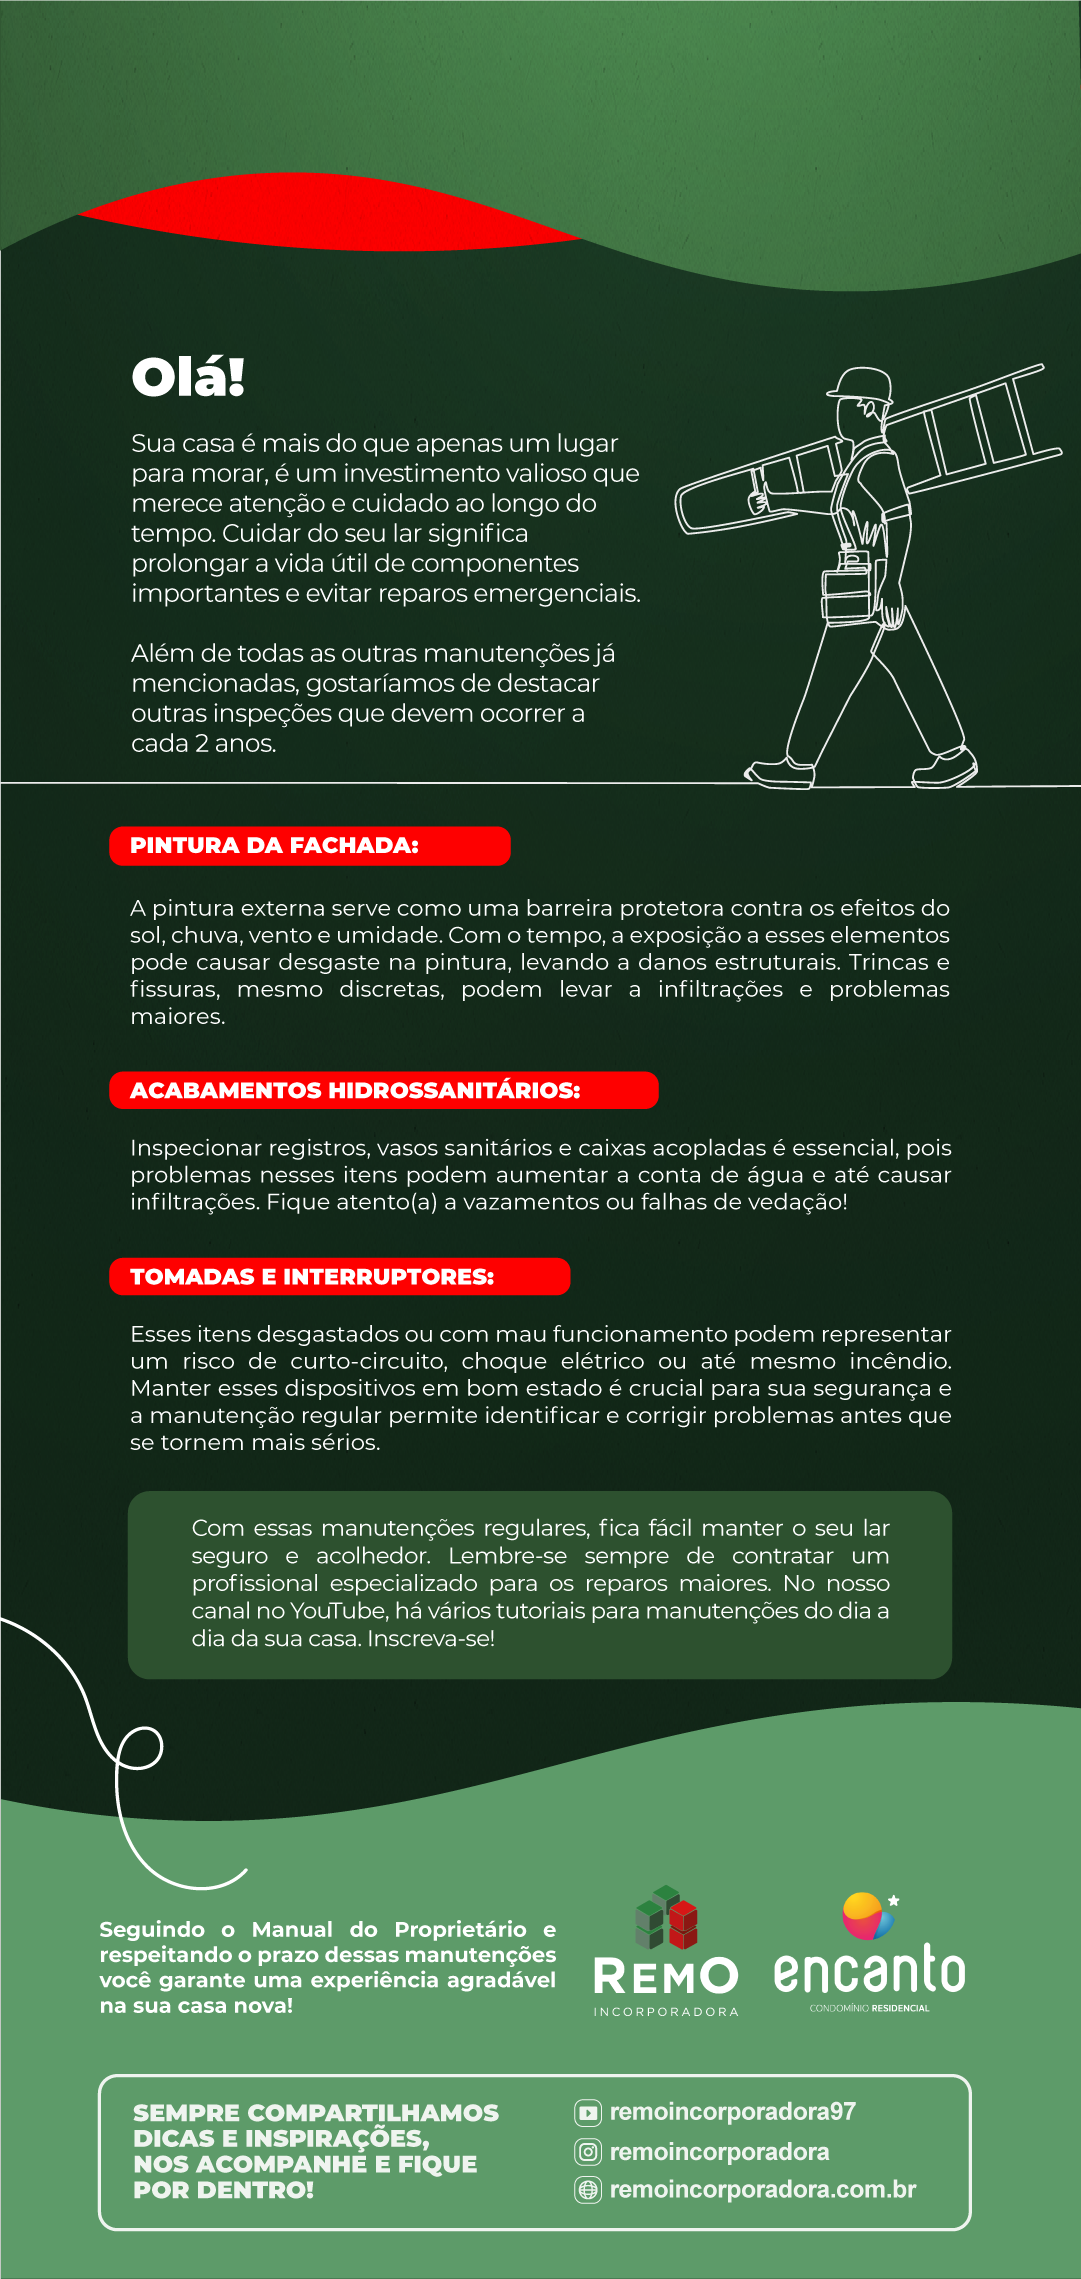 Olá!
Sua casa é mais do que apenas um lugar
para morar, é um investimento valioso que
merece atenção e cuidado ao longo do
tempo. Cuidar do seu lar significa
prolongar a vida útil de componentes
importantes e evitar reparos emergenciais.
Além de todas as outras manutenções já
mencionadas, gostaríamos de destacar
outras inspeções que devem ocorrer a
cada 2 anos.
PINTURA DA FACHADA:
A pintura externa serve como uma barreira protetora contra os efeitos do
sol, chuva, vento e umidade. Com o tempo, a exposição a esses elementos
pode causar desgaste na pintura, levando a danos estruturais. Trincas e
fissuras, mesmo discretas, podem levar a infiltrações e problemas
maiores.
ACABAMENTOS HIDROSSANITÁRIOS:
Inspecionar registros, vasos sanitários e caixas acopladas é essencial, pois
problemas nesses itens podem aumentar a conta de água e até causar
infiltrações. Fique atento(a) a vazamentos ou falhas de vedação!
TOMADAS E INTERRUPTORES:
Esses itens desgastados ou com mau funcionamento podem representar
um risco de curto-circuito, choque elétrico ou até mesmo incêndio.
Manter esses dispositivos em bom estado é crucial para sua segurança e
a manutenção regular permite identificar e corrigir problemas antes que
se tornem mais sérios.
Com essas manutenções regulares, fica fácil manter o seu lar
seguro e acolhedor. Lembre-se sempre de contratar um
profissional especializado para os reparos maiores. No nosso
canal no YouTube, há vários tutoriais para manutenções do dia a
dia da sua casa. Inscreva-se!
Seguindo o Manual do Proprietário e
respeitando o prazo dessas manutenções
você garante uma experiência agradável
na sua casa nova!
REMO
INCORPORADORA
encanto
CONDOMÍNIO RESIDENCIAL
SEMPRE COMPARTILHAMOS
DICAS E INSPIRAÇÕES,
NOS ACOMPANHE E FIQUE
POR DENTRO!
remoincorporadora97
remoincorporadora
remoincorporadora.com.br